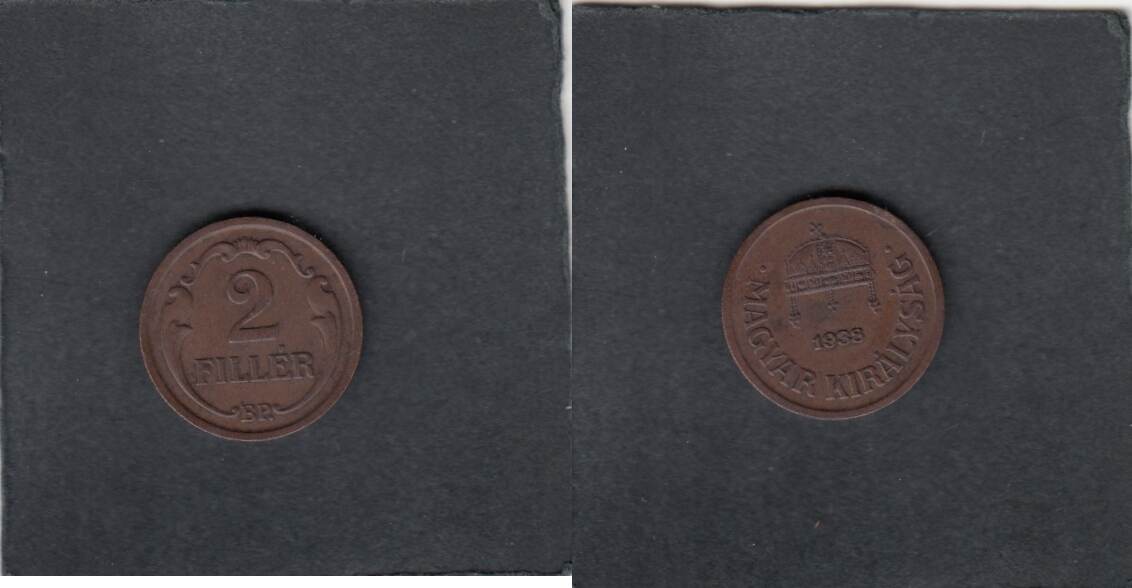 2
FILLÉR
BP.
· MAGYAR KIRÁLYSÁG ·
1938